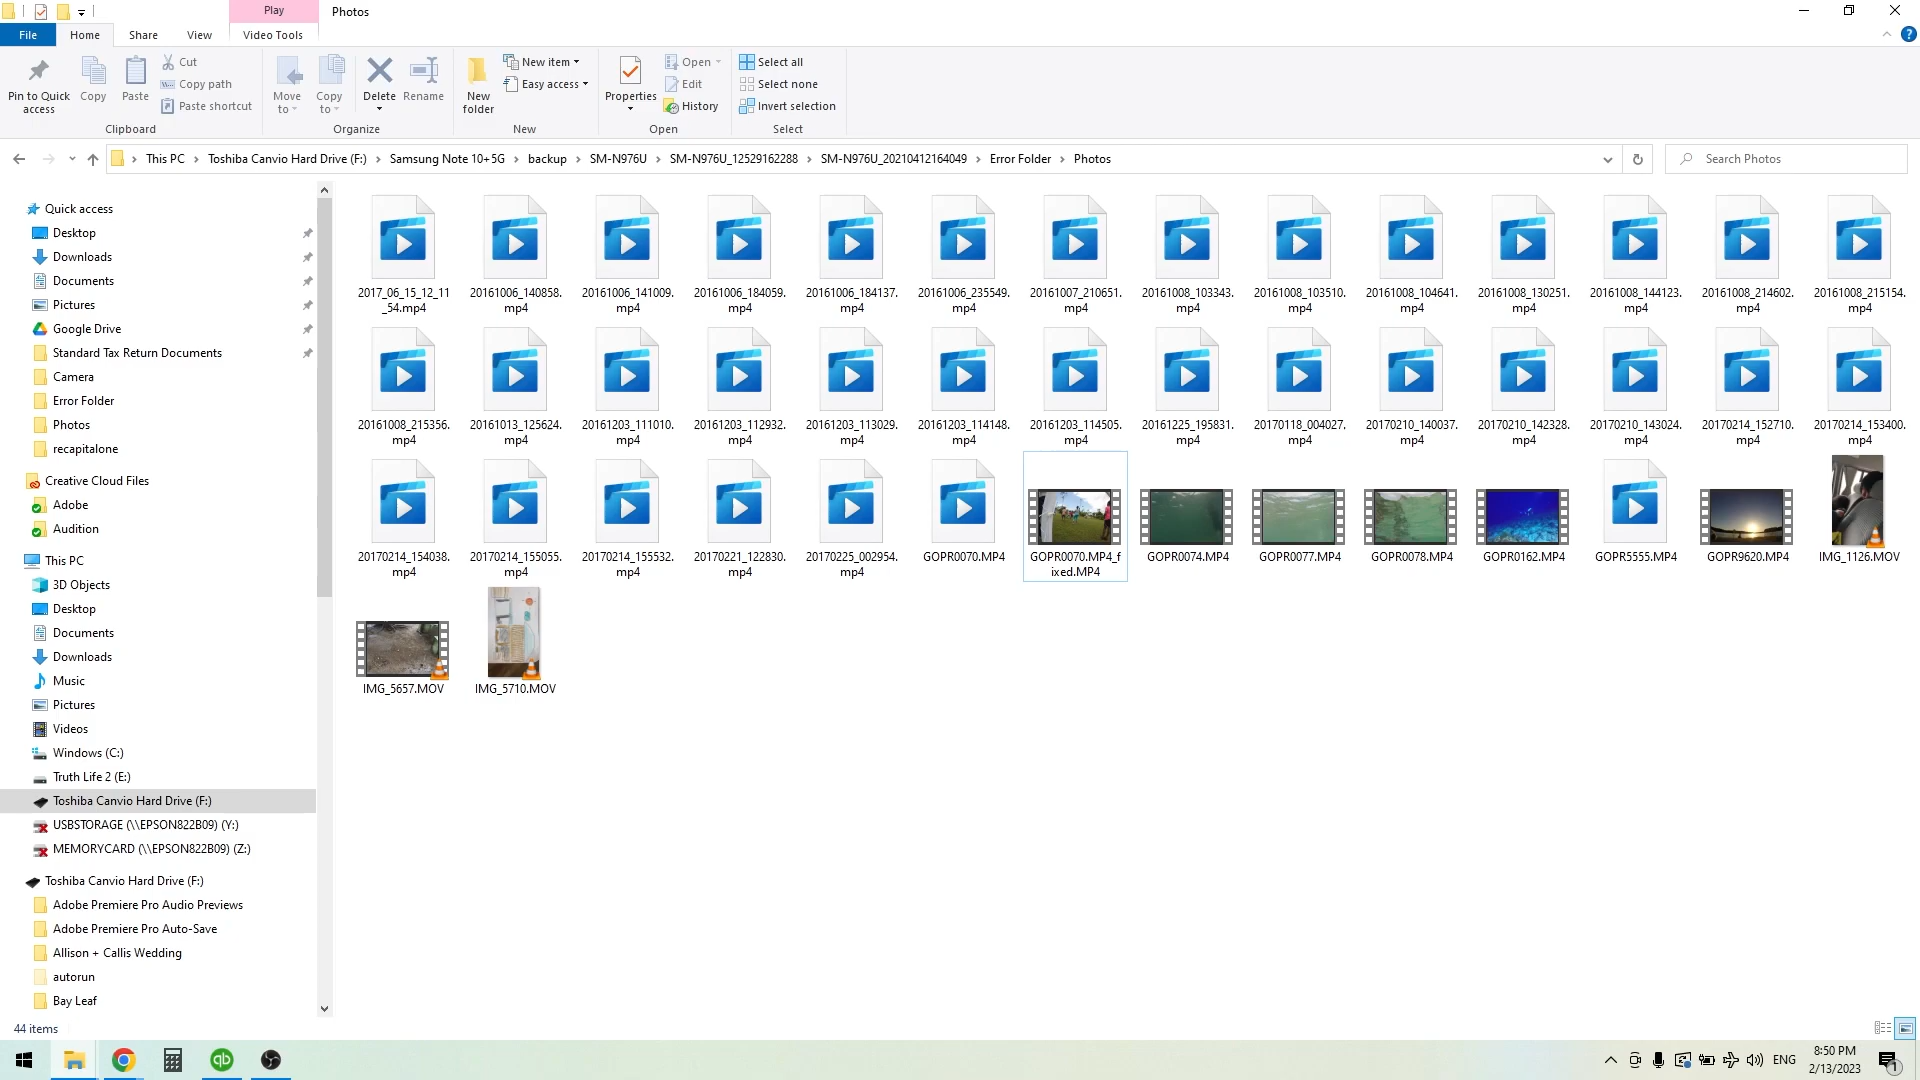 Play
Photos
File
Home
Share
View
Video Tools
Pin to Quick access
Copy
Paste
Cut
Copy path
Paste shortcut
Clipboard
Move to
Copy to
Delete
Rename
Organize
New folder
New item
Easy access
New
Properties
Open
Edit
History
Open
Select all
Select none
Invert selection
Select
This PC
Toshiba Canvio Hard Drive (F:)
Samsung Note 10+5G
backup
SM-N976U
SM-N976U_12529162288
SM-N976U_20210412164049
Error Folder
Photos
Search Photos
Quick access
Desktop
Downloads
Documents
Pictures
Google Drive
Standard Tax Return Documents
Camera
Error Folder
Photos
recapitalone
Creative Cloud Files
Adobe
Audition
This PC
3D Objects
Desktop
Documents
Downloads
Music
Pictures
Videos
Windows (C:)
Truth Life 2 (E:)
Toshiba Canvio Hard Drive (F:)
USBSTORAGE (\\EPSON822B09) (Y:)
MEMORYCARD (\\EPSON822B09) (Z:)
Toshiba Canvio Hard Drive (F:)
Adobe Premiere Pro Audio Previews
Adobe Premiere Pro Auto-Save
Allison + Callis Wedding
autorun
Bay Leaf
2017_06_15_12_11_54.mp4
20161006_140858.mp4
20161006_141009.mp4
20161006_184059.mp4
20161006_184137.mp4
20161006_235549.mp4
20161007_210651.mp4
20161008_103343.mp4
20161008_103510.mp4
20161008_104641.mp4
20161008_130251.mp4
20161008_144123.mp4
20161008_214602.mp4
20161008_215154.mp4
20161008_215356.mp4
20161013_125624.mp4
20161203_111010.mp4
20161203_112932.mp4
20161203_113029.mp4
20161203_114148.mp4
20161203_114505.mp4
20161225_195831.mp4
20170118_004027.mp4
20170210_140037.mp4
20170210_142328.mp4
20170210_143024.mp4
20170214_152710.mp4
20170214_153400.mp4
20170214_154038.mp4
20170214_155055.mp4
20170214_155532.mp4
20170221_122830.mp4
20170225_002954.mp4
GOPR0070.MP4
GOPR0070.MP4_fixed.MP4
GOPR0074.MP4
GOPR0077.MP4
GOPR0078.MP4
GOPR0162.MP4
GOPR5555.MP4
GOPR9620.MP4
IMG_1126.MOV
IMG_5657.MOV
IMG_5710.MOV
44 items
qb
ENG
8:50 PM
2/13/2023
1